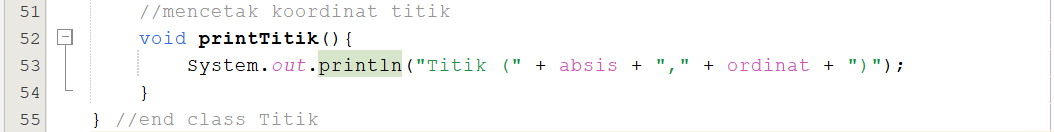 51 //mencetak koordinat titik
52 void printTitik(){
53 System.out.println("Titik (" + absis + "," + ordinat + ")");
54 }
55 } //end class Titik